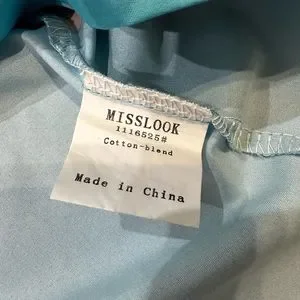 MISSLOOK
1116525#
Cotton-blend
Made in China